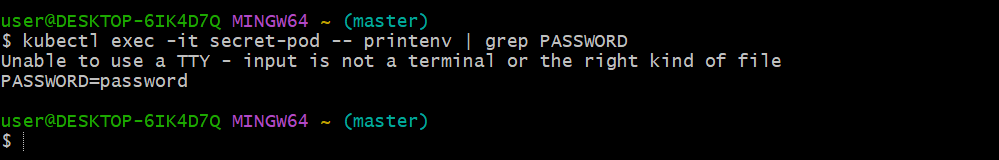 user@DESKTOP-6IK4D7Q MINGW64 ~ (master)
$ kubectl exec -it secret-pod -- printenv | grep PASSWORD
Unable to use a TTY - input is not a terminal or the right kind of file
PASSWORD=password
user@DESKTOP-6IK4D7Q MINGW64 ~ (master)
$